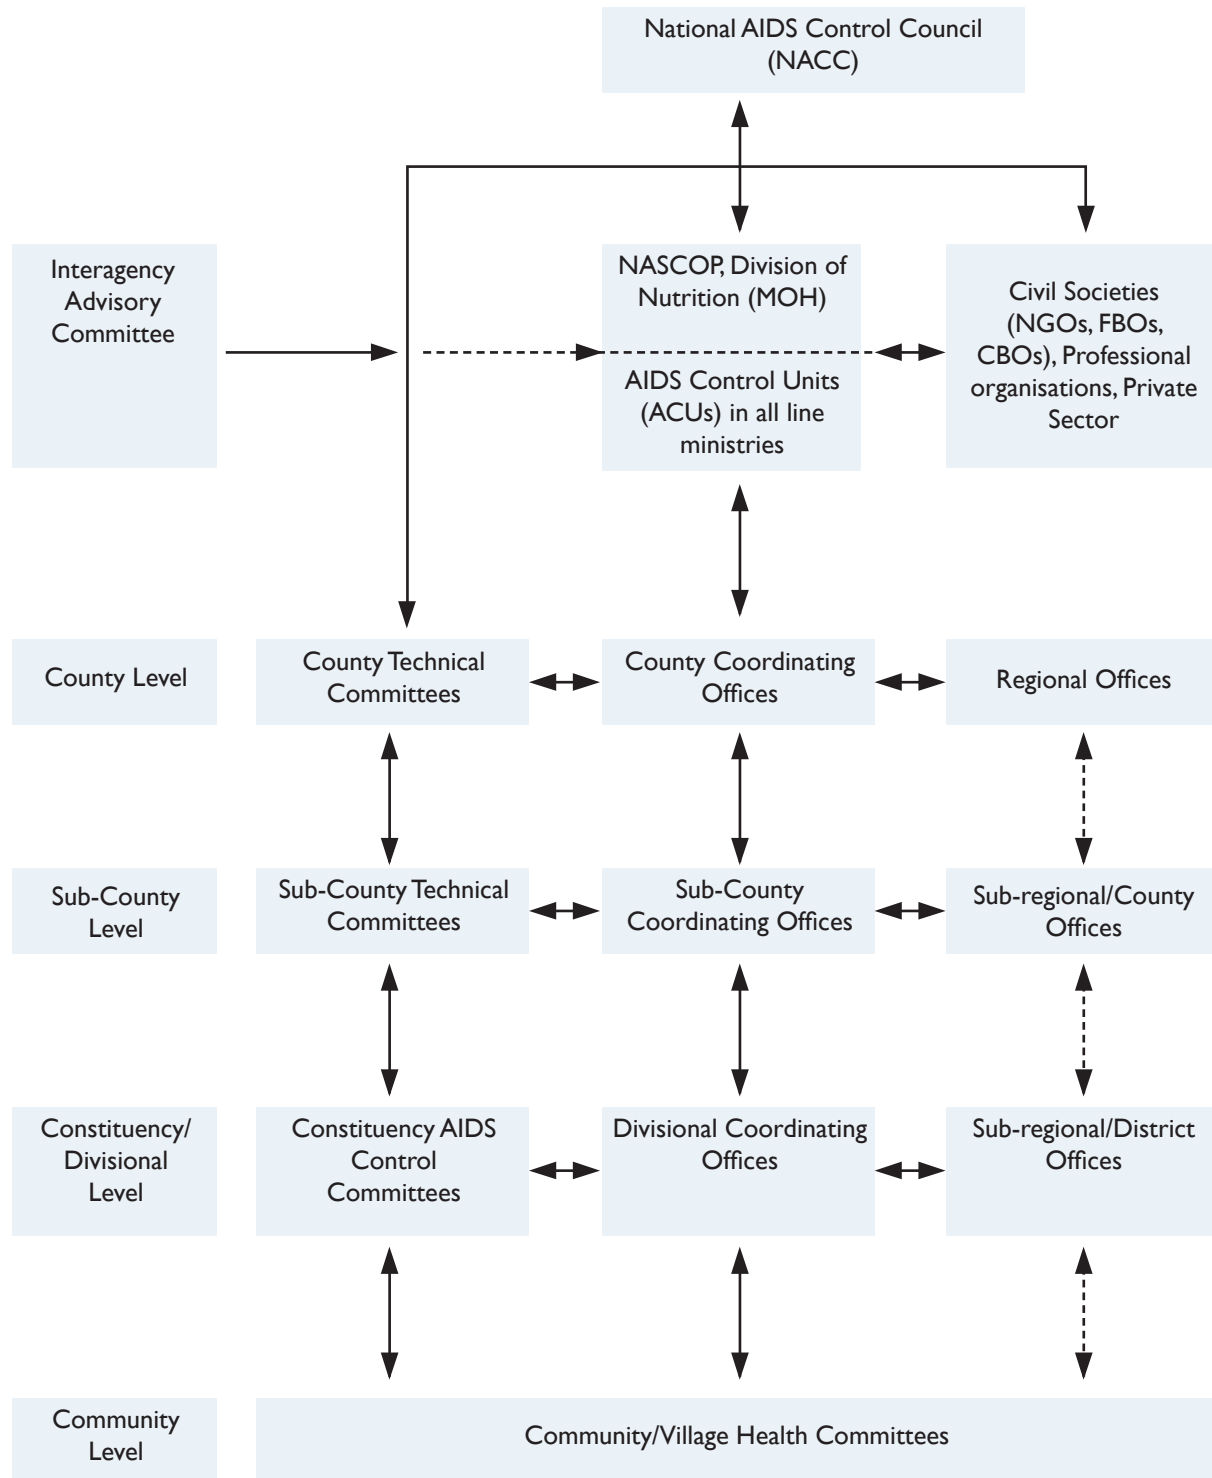 National AIDS Control Council
(NACC)
Interagency
Advisory
Committee
NASCOP, Division of
Nutrition (MOH)
AIDS Control Units
(ACUs) in all line
ministries
Civil Societies
(NGOs, FBOs,
CBOs), Professional
organisations, Private
Sector
County Level
County Technical
Committees
County Coordinating
Offices
Regional Offices
Sub-County
Level
Sub-County Technical
Committees
Sub-County
Coordinating Offices
Sub-regional/County
Offices
Constituency/
Divisional
Level
Constituency AIDS
Control
Committees
Divisional Coordinating
Offices
Sub-regional/District
Offices
Community
Level
Community/Village Health Committees